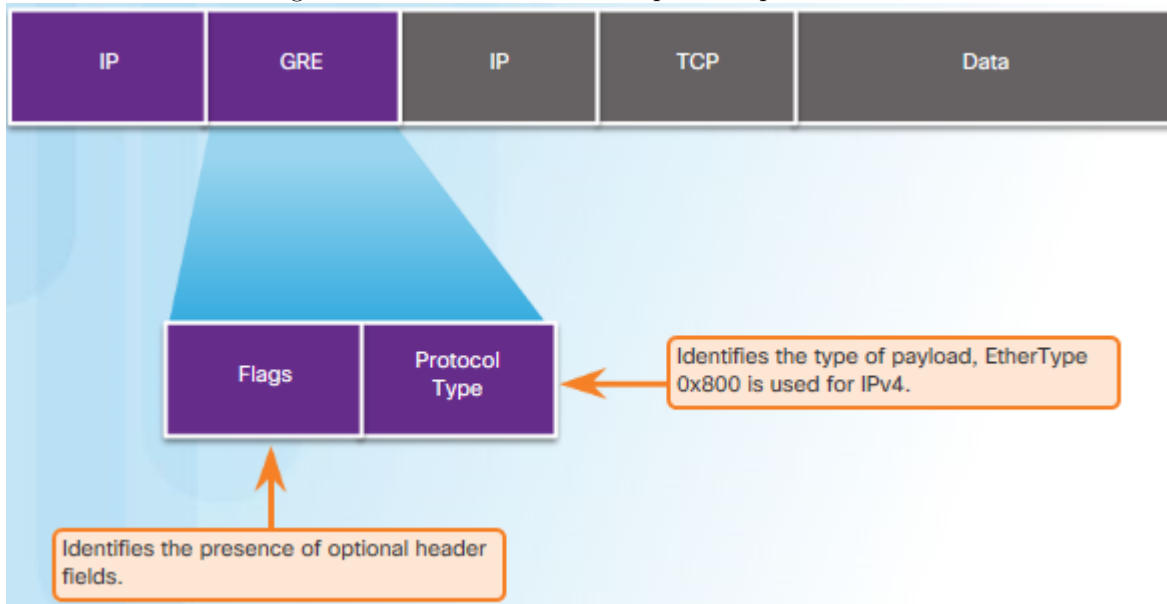 IP
GRE
IP
TCP
Data
Flags
Protocol
Type
Identifies the type of payload, EtherType
0x800 is used for IPv4.
Identifies the presence of optional header
fields.